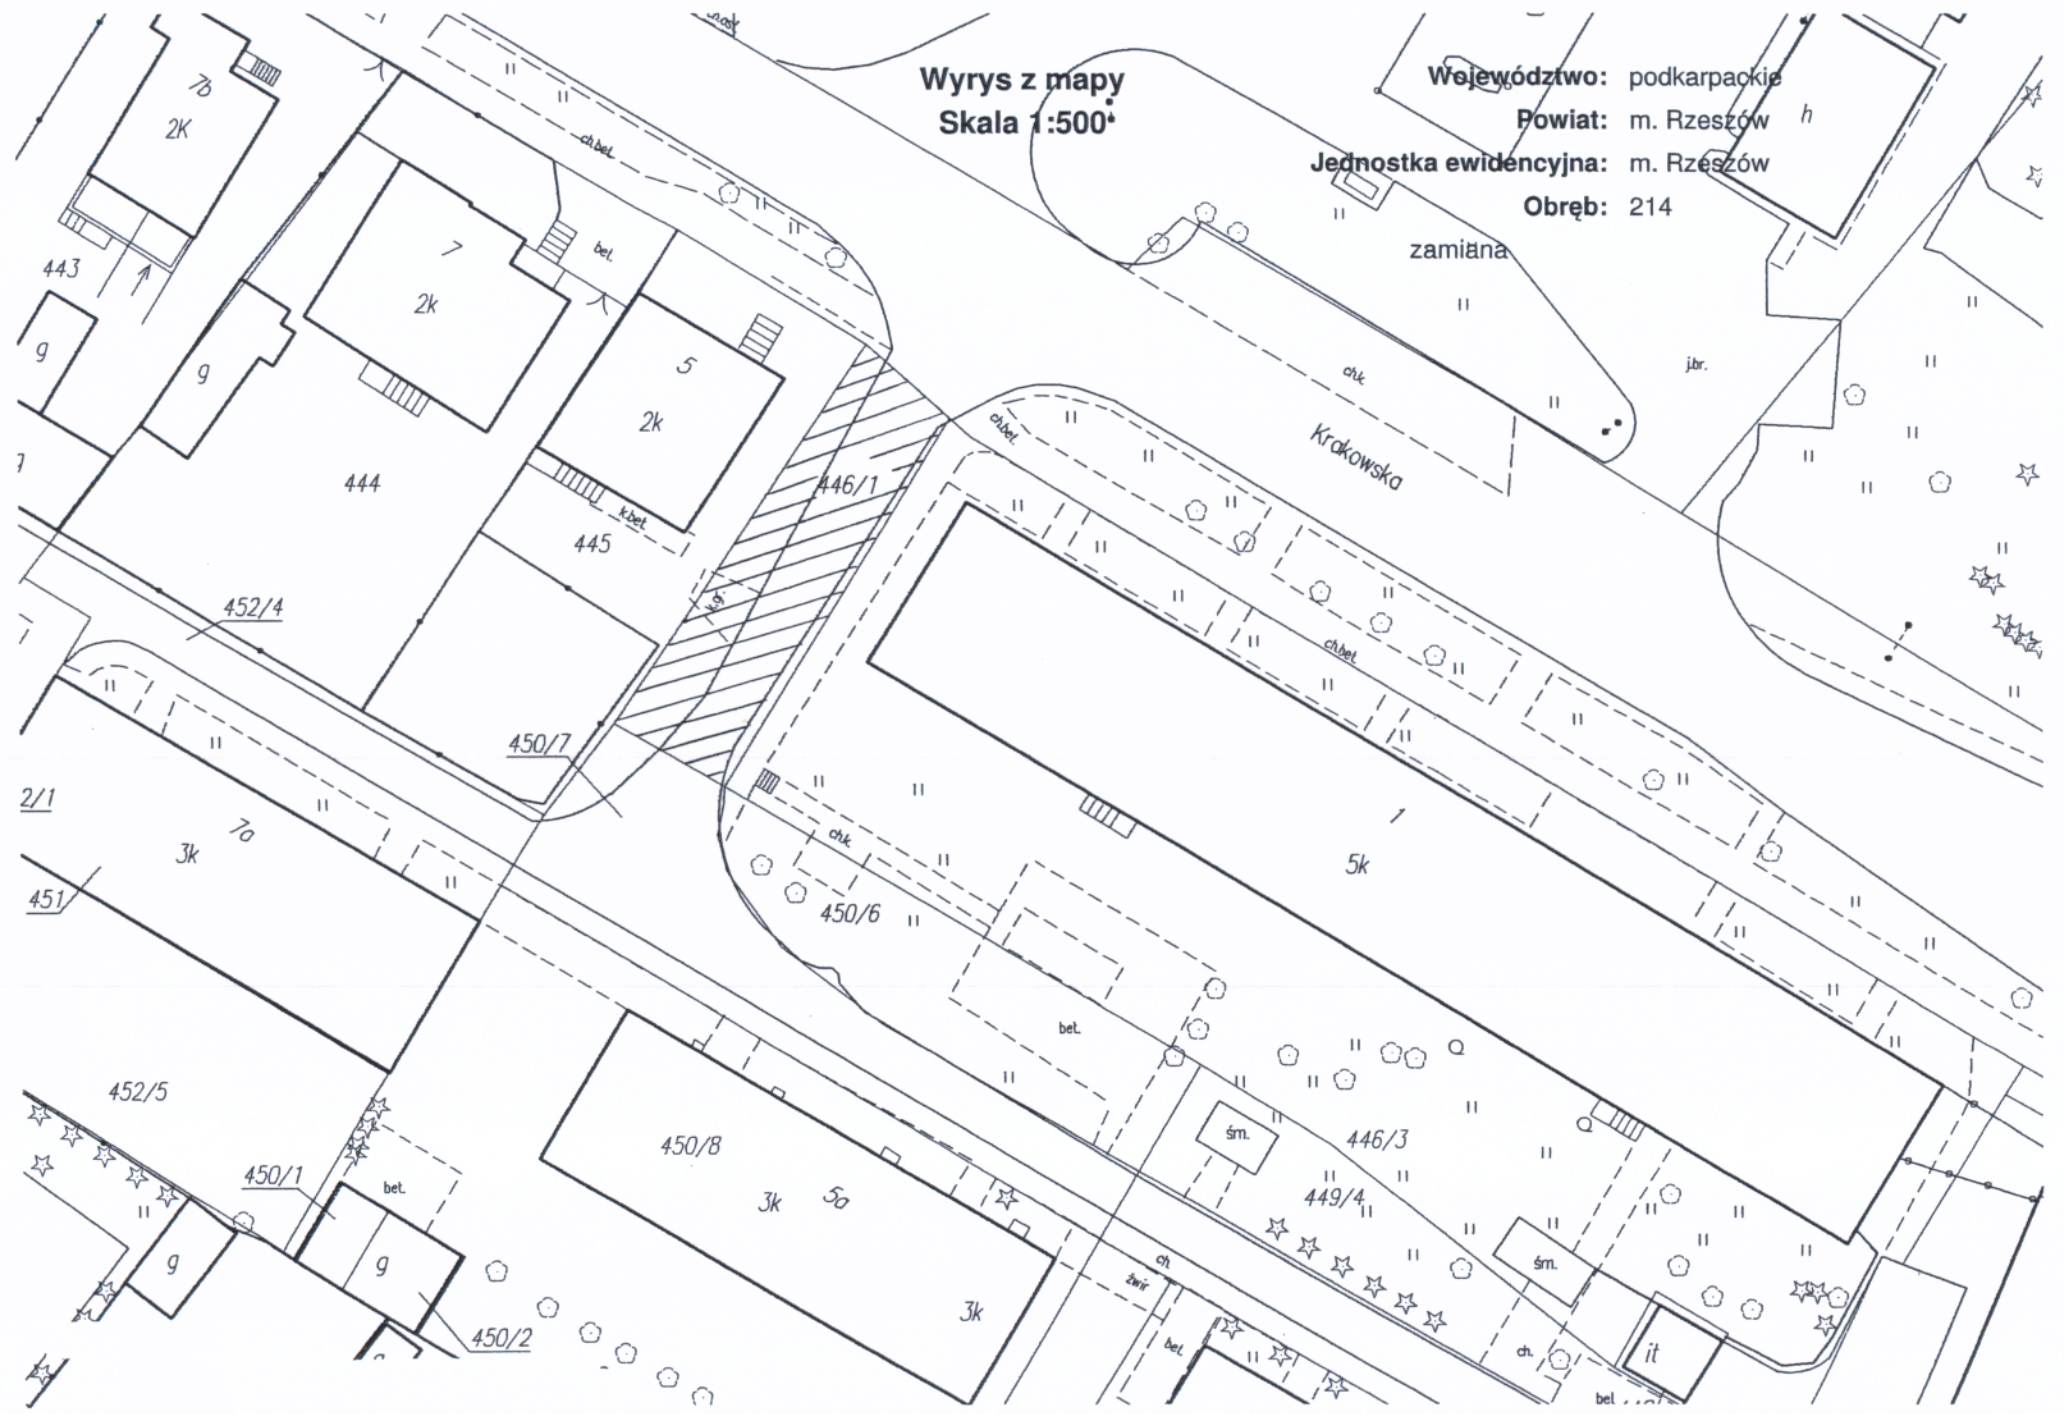 ch.asf.
Wyrys z mapy
Skala 1:500
Województwo: podkarpackie
Powiat: m. Rzeszów
Jednostka ewidencyjna: m. Rzeszów
Obręb: 214
zamiana
h
7b
2K
ch.bet.
443
7
2k
bet.
g
g
5
2k
j.br.
ch.k.
Krakowska
ch.bet.
446/1
444
k.bet.
445
k.g.
452/4
ch.bet.
450/7
2/1
7a
3k
451
ch.k.
1
5k
450/6
bet.
452/5
450/8
3k
5a
450/1
bet.
śm.
446/3
449/4
g
g
450/2
ch.
żwir
3k
bet.
śm.
ch.
it
bet.